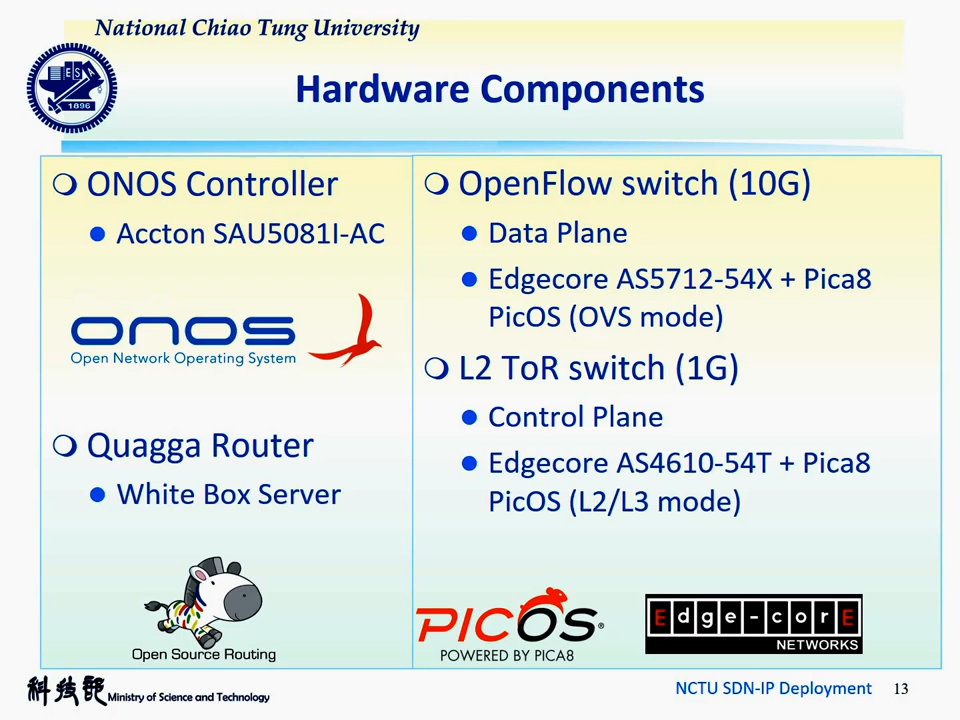 National Chiao Tung University
ESA
1896
Hardware Components
ONOS Controller
Accton SAU5081I-AC
onos
Open Network Operating System
Quagga Router
White Box Server
Open Source Routing
OpenFlow switch (10G)
Data Plane
Edgecore AS5712-54X + Pica8
PicOS (OVS mode)
L2 ToR switch (1G)
Control Plane
Edgecore AS4610-54T + Pica8
PicOS (L2/L3 mode)
PICOS®
POWERED BY PICA8
Edge-corE
NETWORKS
科技部 Ministry of Science and Technology
NCTU SDN-IP Deployment 13